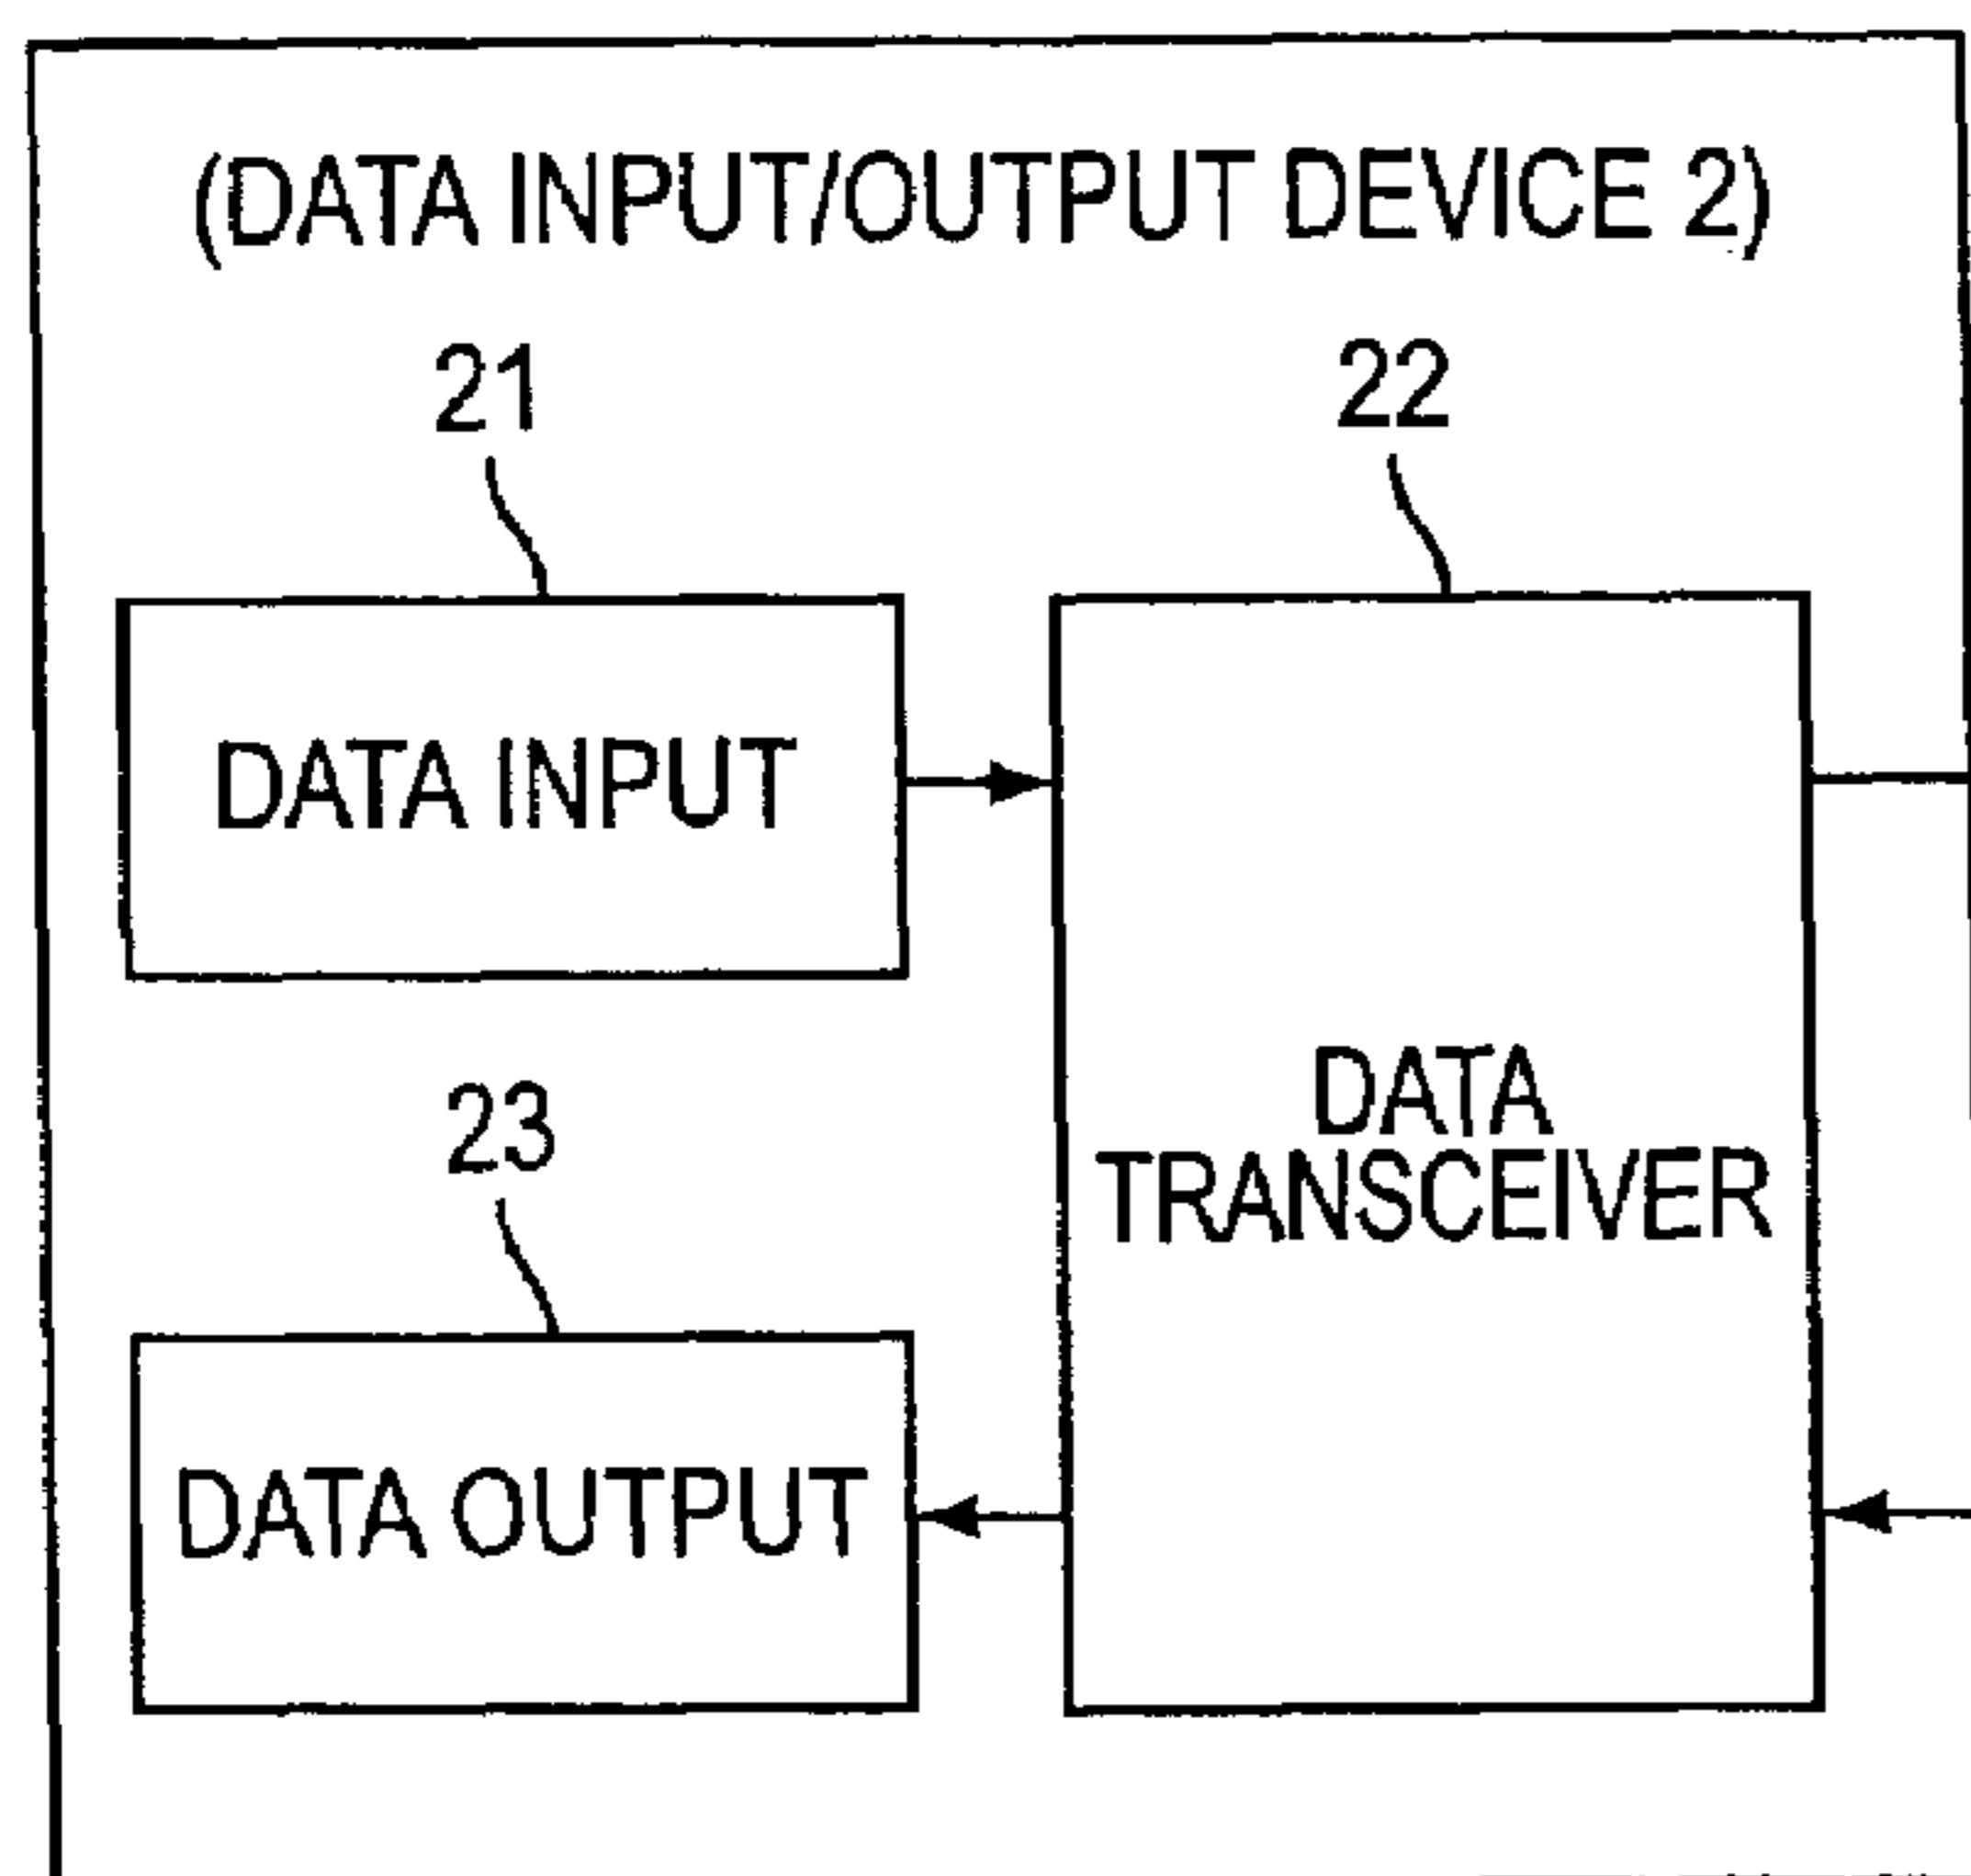 (DATA INPUT/OUTPUT DEVICE 2)
21
22
DATA INPUT
23
DATA
TRANSCEIVER
DATA OUTPUT